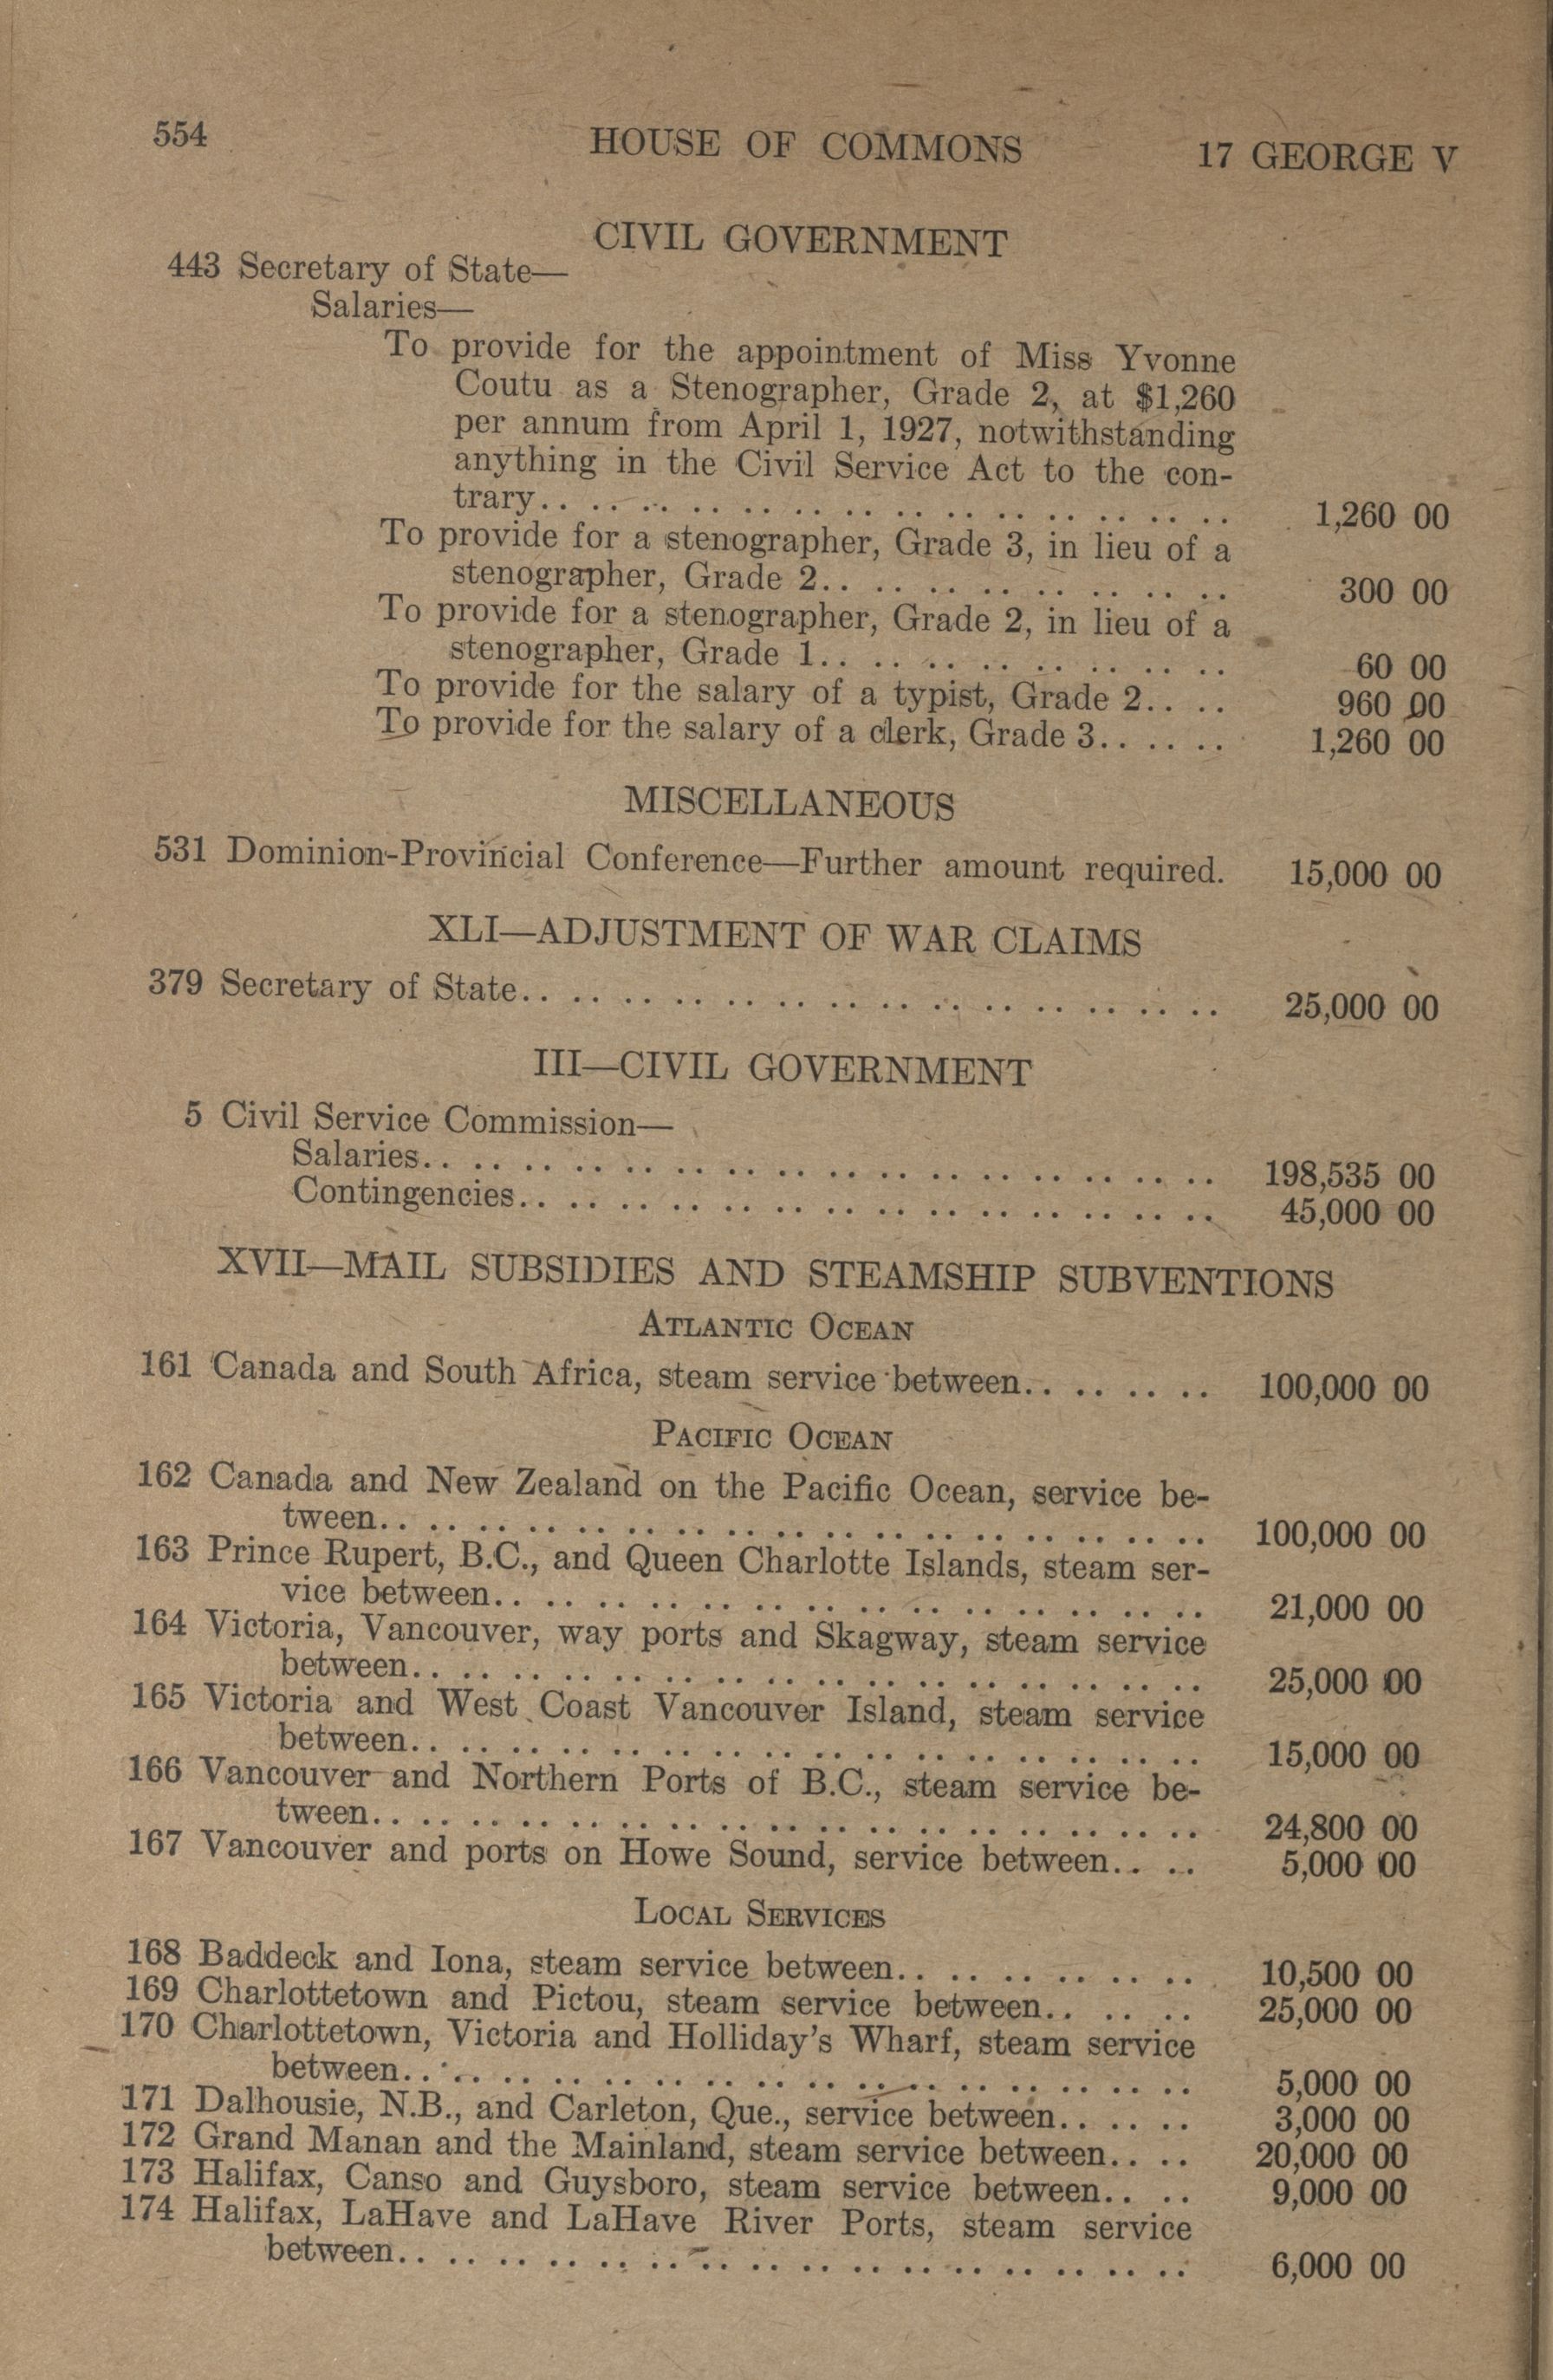 554 HOUSE OF COMMONS 17 GEORGE V
CIVIL GOVERNMENT
443 Secretary of State—
Salaries—
To provide for the appointment of Miss Yvonne
Coutu as a Stenographer, Grade 2, at $1,260
per annum from April 1, 1927, notwithstanding
anything in the Civil Service Act to the con-
trary.. .. .. .. .. .. .. .. .. .. .. .. .. .. 1,260 00
To provide for a stenographer, Grade 3, in lieu of a
stenographer, Grade 2.. .. .. .. .. .. .. .. 300 00
To provide for a stenographer, Grade 2, in lieu of a
stenographer, Grade 1.. .. .. .. .. .. .. .. 60 00
To provide for the salary of a typist, Grade 2.. .. 960 00
To provide for the salary of a clerk, Grade 3.. .. .. 1,260 00
MISCELLANEOUS
531 Dominion-Provincial Conference—Further amount required. 15,000 00
XLI—ADJUSTMENT OF WAR CLAIMS
379 Secretary of State.. .. .. .. .. .. .. .. .. .. .. .. .. .. 25,000 00
III—CIVIL GOVERNMENT
5 Civil Service Commission—
Salaries.. .. .. .. .. .. .. .. .. .. .. .. .. .. .. .. 198,535 00
Contingencies.. .. .. .. .. .. .. .. .. .. .. .. .. .. 45,000 00
XVII—MAIL SUBSIDIES AND STEAMSHIP SUBVENTIONS
ATLANTIC OCEAN
161 Canada and South Africa, steam service between.. .. .. .. 100,000 00
PACIFIC OCEAN
162 Canada and New Zealand on the Pacific Ocean, service be-
tween.. .. .. .. .. .. .. .. .. .. .. .. .. .. .. .. .. 100,000 00
163 Prince Rupert, B.C., and Queen Charlotte Islands, steam ser-
vice between.. .. .. .. .. .. .. .. .. .. .. .. .. .. 21,000 00
164 Victoria, Vancouver, way ports and Skagway, steam service
between.. .. .. .. .. .. .. .. .. .. .. .. .. .. .. .. 25,000 00
165 Victoria and West Coast Vancouver Island, steam service
between.. .. .. .. .. .. .. .. .. .. .. .. .. .. .. .. 15,000 00
166 Vancouver and Northern Ports of B.C., steam service be-
tween.. .. .. .. .. .. .. .. .. .. .. .. .. .. .. .. .. 24,800 00
167 Vancouver and ports on Howe Sound, service between.. .. 5,000 00
LOCAL SERVICES
168 Baddeck and Iona, steam service between.. .. .. .. .. .. 10,500 00
169 Charlottetown and Pictou, steam service between.. .. .. 25,000 00
170 Charlottetown, Victoria and Holliday's Wharf, steam service
between.. .. .. .. .. .. .. .. .. .. .. .. .. .. .. .. 5,000 00
171 Dalhousie, N.B., and Carleton, Que., service between.. .. .. 3,000 00
172 Grand Manan and the Mainland, steam service between.. .. 20,000 00
173 Halifax, Canso and Guysboro, steam service between.. .. 9,000 00
174 Halifax, LaHave and LaHave River Ports, steam service
between.. .. .. .. .. .. .. .. .. .. .. .. .. .. .. .. 6,000 00